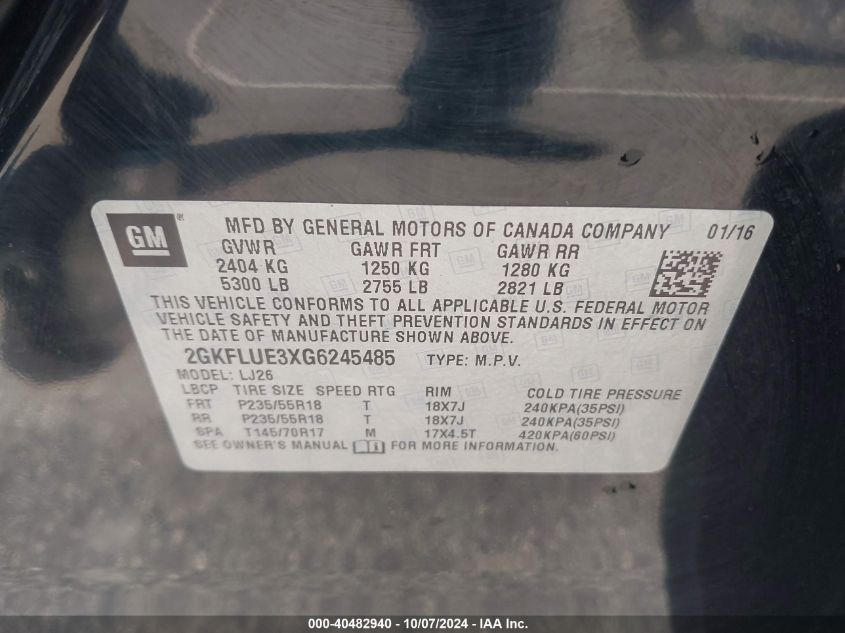 GM ® MFD BY GENERAL MOTORS OF CANADA COMPANY 01/16
GVWR GAWR FRT GAWR RR
2404 KG 1250 KG 1280 KG
5300 LB 2755 LB 2821 LB
THIS VEHICLE CONFORMS TO ALL APPLICABLE U.S. FEDERAL MOTOR
VEHICLE SAFETY AND THEFT PREVENTION STANDARDS IN EFFECT ON
THE DATE OF MANUFACTURE SHOWN ABOVE.
2GKFLUE3XG6245485 TYPE: M.P.V.
MODEL: LJ26
LBCP TIRE SIZE SPEED RTG RIM COLD TIRE PRESSURE
FRT P235/55R18 T 18X7J 240KPA(35PSI)
RR P235/55R18 T 18X7J 240KPA(35PSI)
SPA T145/70R17 M 17X4.5T 420KPA(60PSI)
SEE OWNER'S MANUAL FOR MORE INFORMATION.
000-40482940 - 10/07/2024 - Copyright © 2024 IAA, Inc.